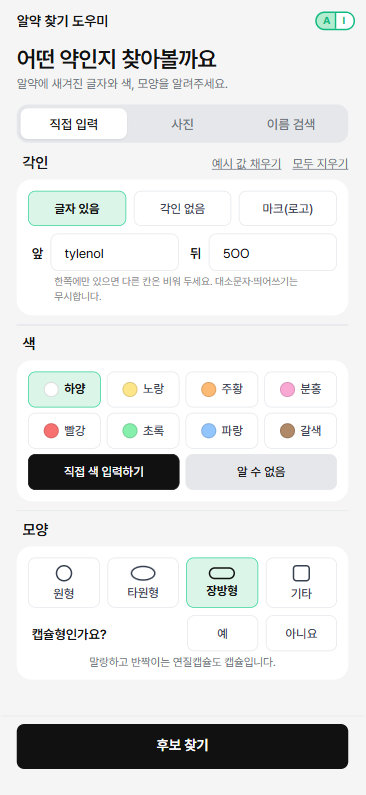 알약 찾기 도우미
A I
어떤 약인지 찾아볼까요
알약에 새겨진 글자와 색, 모양을 알려주세요.
직접 입력 사진 이름 검색
각인 예시 값 채우기 모두 지우기
글자 있음 각인 없음 마크(로고)
앞 tylenol 뒤 500
한쪽에만 있으면 다른 칸은 비워 두세요. 대소문자·띄어쓰기는
무시합니다.
색
하양 노랑 주황 분홍
빨강 초록 파랑 갈색
직접 색 입력하기 알 수 없음
모양
원형 타원형 장방형 기타
캡슐형인가요? 예 아니요
말랑하고 반짝이는 연질캡슐도 캡슐입니다.
후보 찾기